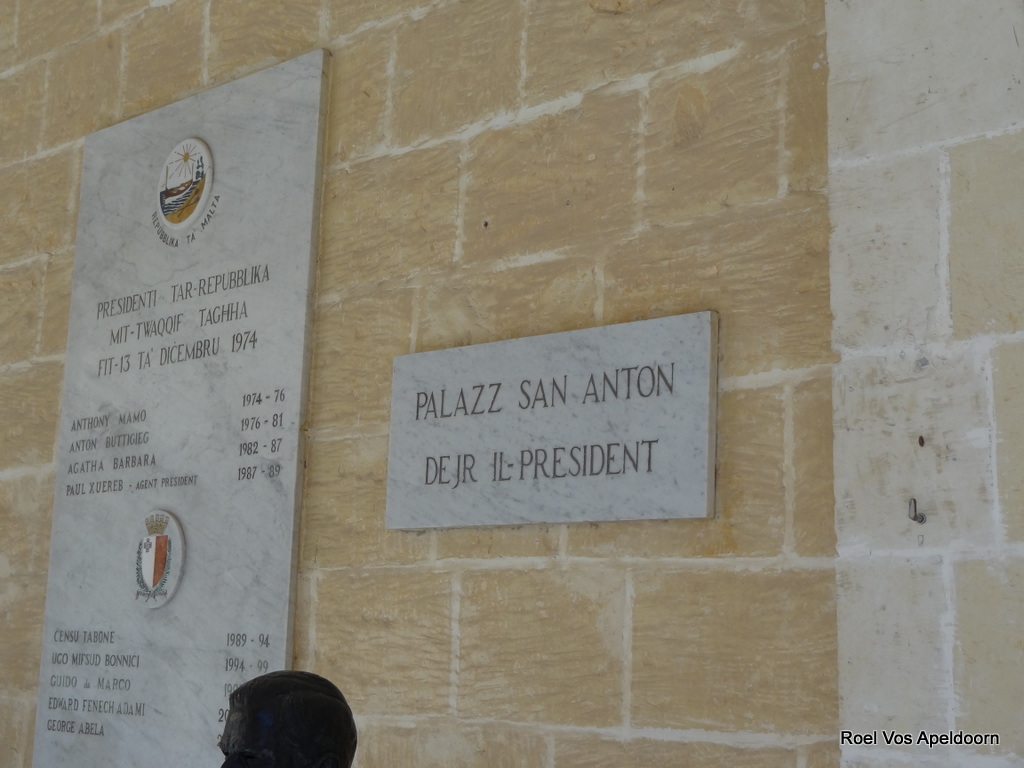 REPUBBLIKA TA' MALTA
PRESIDENTI TAR-REPUBBLIKA
MIT-TWAQQIF TAGĦHA
FIT-13 TA' DIĊEMBRU 1974
ANTHONY MAMO 1974 - 76
ANTON BUTTIGIEG 1976 - 81
AGATHA BARBARA 1982 - 87
PAUL XUEREB - AGENT PRESIDENT 1987 - 89
ĊENSU TABONE 1989 - 94
UGO MIFSUD BONNICI 1994 - 99
GUIDO de MARCO
EDWARD FENECH ADAMI
GEORGE ABELA
PALAZZ SAN ANTON
DEJR IL-PRESIDENT
Roel Vos Apeldoorn